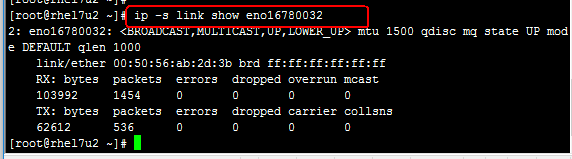 [root@rhel7u2 ~]#
[root@rhel7u2 ~]# ip -s link show eno16780032
2: eno16780032: <BROADCAST,MULTICAST,UP,LOWER_UP> mtu 1500 qdisc mq state UP mod
e DEFAULT qlen 1000
    link/ether 00:50:56:ab:2d:3b brd ff:ff:ff:ff:ff:ff
    RX: bytes  packets  errors  dropped overrun mcast
    103992     1454     0       0       0       0
    TX: bytes  packets  errors  dropped carrier collsns
    62612      536      0       0       0       0
[root@rhel7u2 ~]#